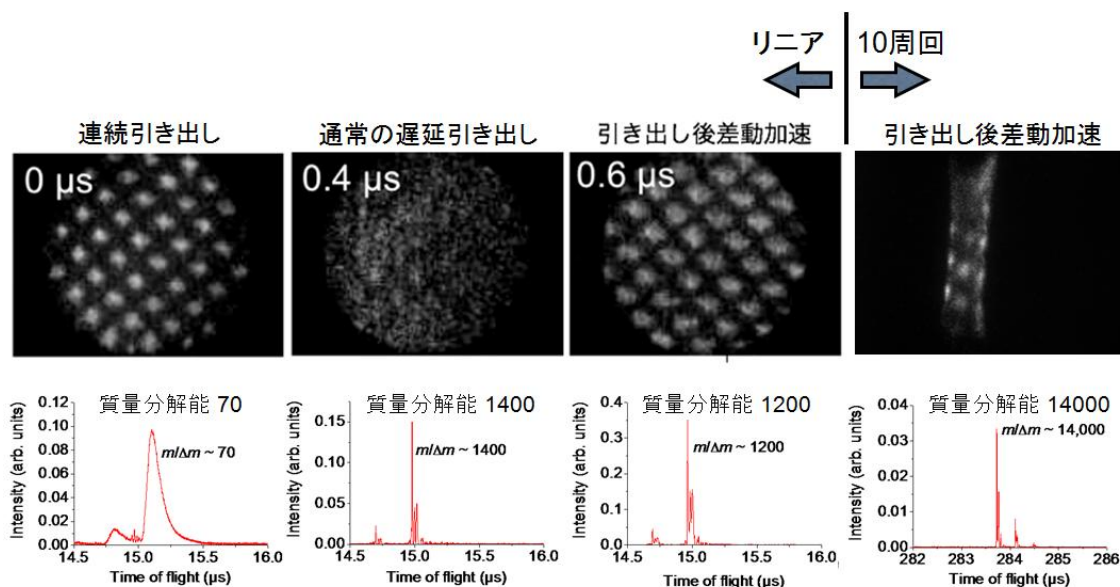 リニア
10周回
連続引き出し
通常の遅延引き出し
引き出し後差動加速
引き出し後差動加速
0 µs
0.4 µs
0.6 µs
質量分解能 70
m/Δm ~ 70
Intensity (arb. units)
0.12
0.10
0.08
0.06
0.04
0.02
0.00
14.5
15.0
15.5
16.0
Time of flight (µs)
質量分解能 1400
m/Δm ~ 1400
Intensity (arb. units)
0.15
0.10
0.05
0.00
14.5
15.0
15.5
16.0
Time of flight (µs)
質量分解能 1200
m/Δm ~ 1200
Intensity (arb. units)
0.4
0.3
0.2
0.1
0.0
14.5
15.0
15.5
16.0
Time of flight (µs)
質量分解能 14000
m/Δm ~ 14,000
Intensity (arb. units)
0.04
0.03
0.02
0.01
0.00
282
283
284
285
286
Time of flight (µs)